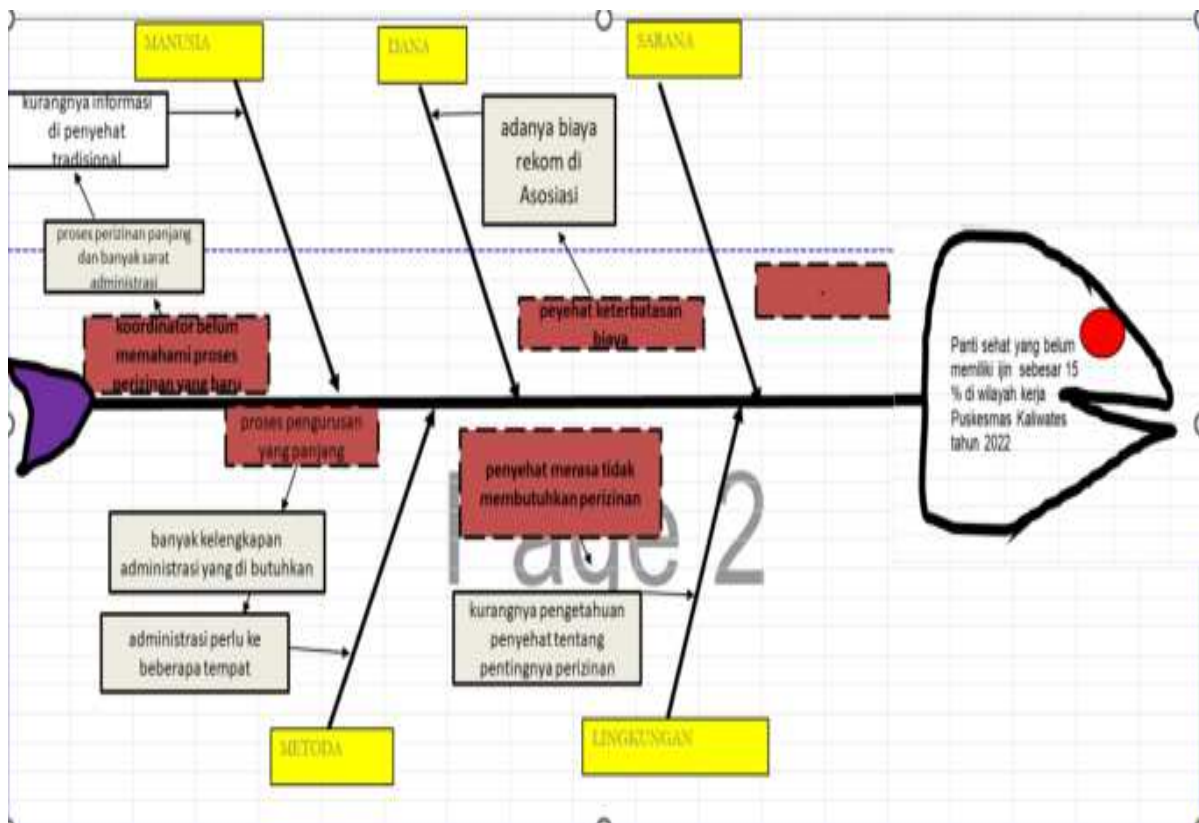 MANUSIA
DANA
SARANA
kurangnya informasi
di penyehat
tradisional
adanya biaya
rekom di
Asosiasi
proses perizinan panjang
dan banyak sarat
administrasi
koordinator belum
memahami proses
perizinan yang baru
peyehat keterbatasan
biaya
.
Panti sehat yang belum
memiliki ijin sebesar 15
% di wilayah kerja
Puskesmas Kaliwates
tahun 2022
proses pengurusan
yang panjang
penyehat merasa tidak
membutuhkan perizinan
Page 2
banyak kelengkapan
administrasi yang di butuhkan
administrasi perlu ke
beberapa tempat
kurangnya pengetahuan
penyehat tentang
pentingnya perizinan
METODA
LINGKUNGAN